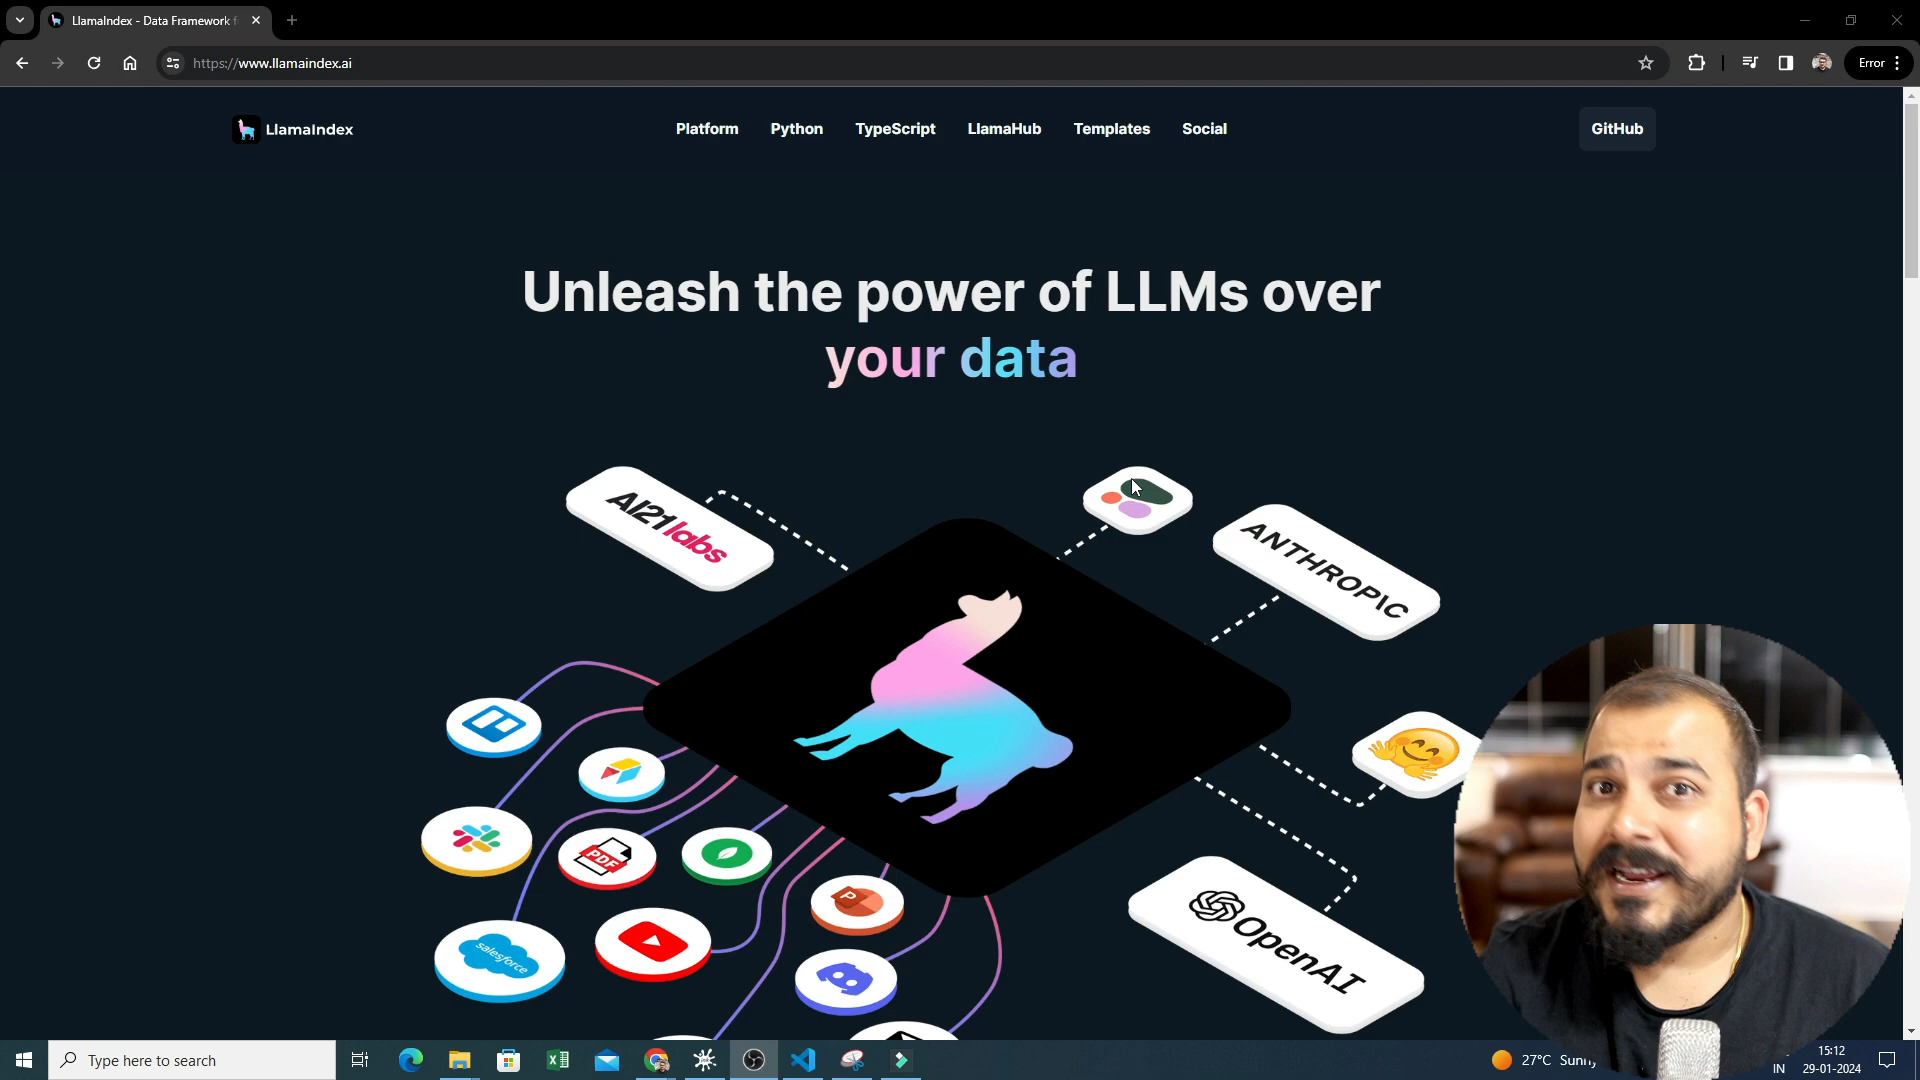 LlamaIndex - Data Framework f
https://www.llamaindex.ai
Error
LlamaIndex
Platform
Python
TypeScript
LlamaHub
Templates
Social
GitHub
Unleash the power of LLMs over
your data
AI21labs
ANTHROP\C
PDF
P
salesforce
OpenAI
Type here to search
27°C Sunny
IN
15:12
29-01-2024